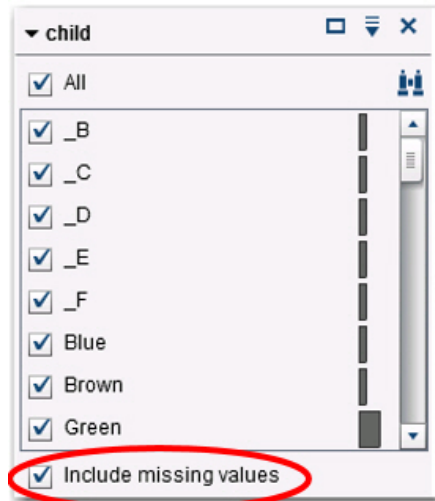 child
All
_B
_C
_D
_E
_F
Blue
Brown
Green
Include missing values